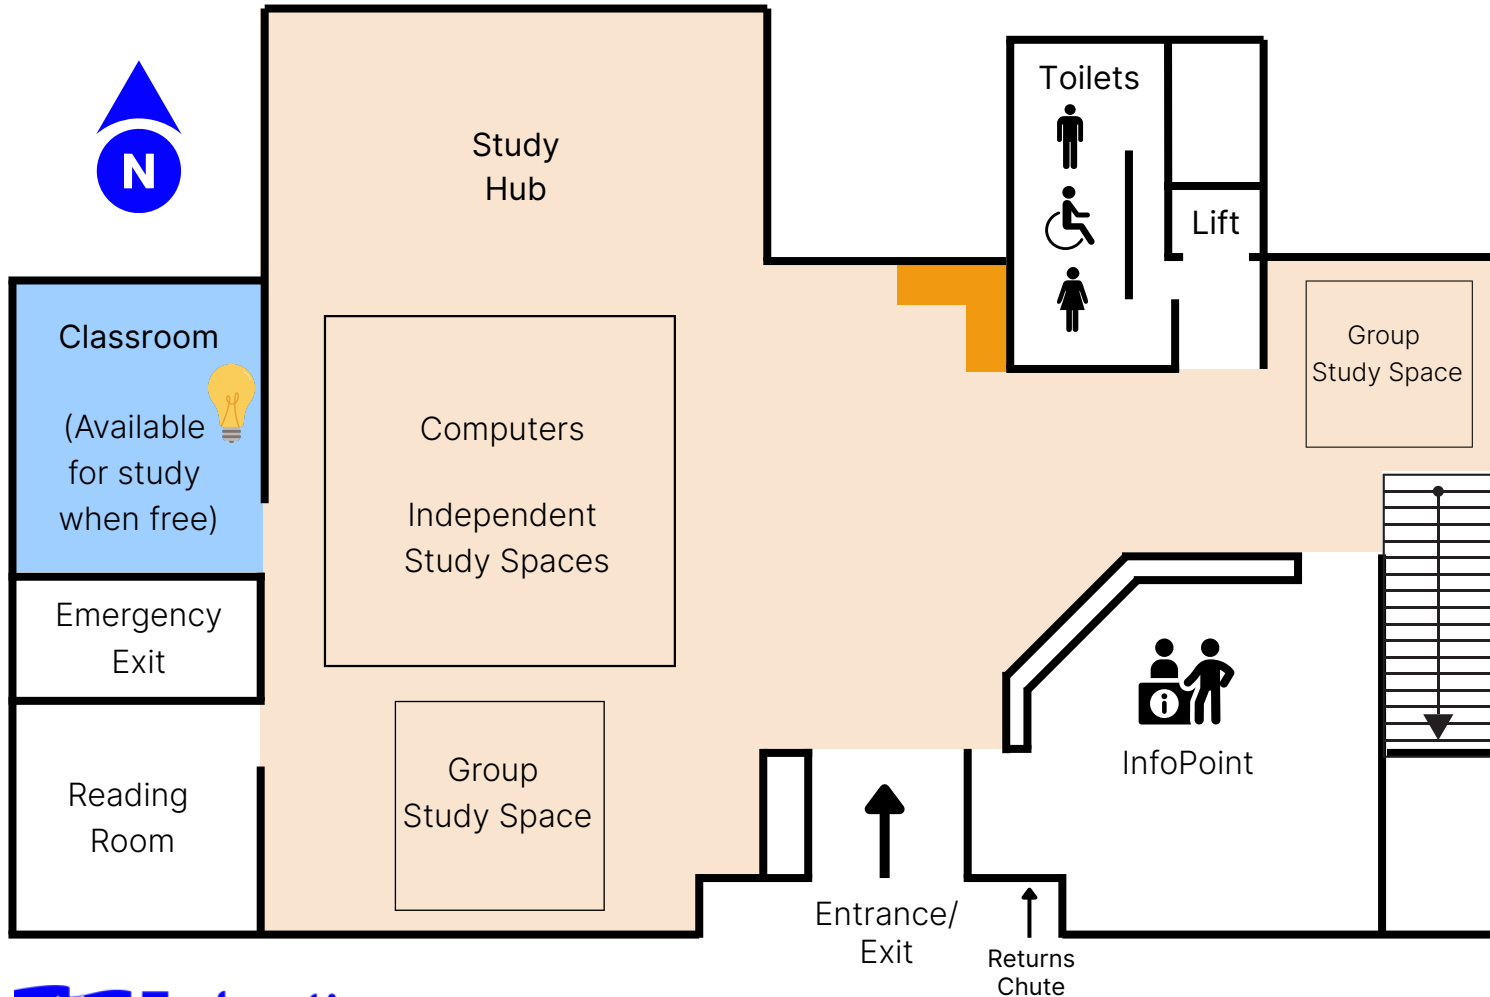 N
Study
Hub
Toilets
Lift
Classroom
(Available
for study
when free)
Group
Study Space
Computers
Independent
Study Spaces
Emergency
Exit
Reading
Room
Group
Study Space
i
InfoPoint
Entrance/
Exit
Returns
Chute